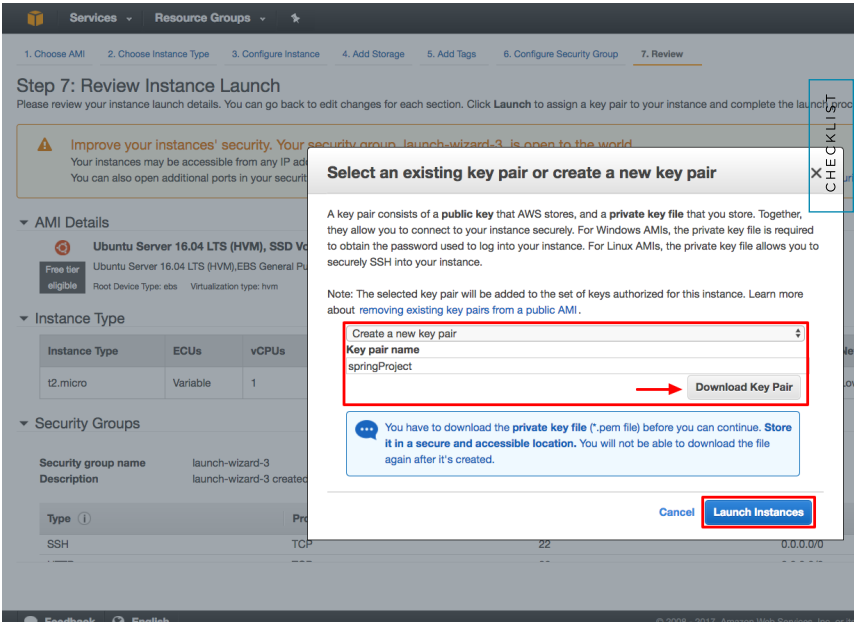 Services Resource Groups
1. Choose AMI 2. Choose Instance Type 3. Configure Instance 4. Add Storage 5. Add Tags 6. Configure Security Group 7. Review
Step 7: Review Instance Launch
Please review your instance launch details. You can go back to edit changes for each section. Click Launch to assign a key pair to your instance and complete the launch proc
CHECKLIST
Improve your instances' security. Your security group, launch-wizard-3, is open to the world.
Your instances may be accessible from any IP add
You can also open additional ports in your securit
Select an existing key pair or create a new key pair
A key pair consists of a public key that AWS stores, and a private key file that you store. Together,
they allow you to connect to your instance securely. For Windows AMIs, the private key file is required
to obtain the password used to log into your instance. For Linux AMIs, the private key file allows you to
securely SSH into your instance.
Note: The selected key pair will be added to the set of keys authorized for this instance. Learn more
about removing existing key pairs from a public AMI.
Create a new key pair
Key pair name
springProject
Download Key Pair
You have to download the private key file (*.pem file) before you can continue. Store
it in a secure and accessible location. You will not be able to download the file
again after it's created.
Cancel Launch Instances
AMI Details
Ubuntu Server 16.04 LTS (HVM), SSD Vo
Free tier
eligible
Ubuntu Server 16.04 LTS (HVM),EBS General Pu
Root Device Type: ebs Virtualization type: hvm
Instance Type
Instance Type ECUs vCPUs
t2.micro Variable 1
Security Groups
Security group name launch-wizard-3
Description launch-wizard-3 created
Type Pro
SSH TCP 22 0.0.0.0/0
Feedback English